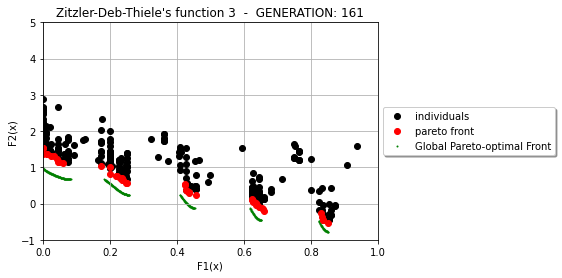 Zitzler-Deb-Thiele's function 3 - GENERATION: 161
5
4
3
2
1
0
−1
F2(x)
0.0 0.2 0.4 0.6 0.8 1.0
F1(x)
individuals
pareto front
Global Pareto-optimal Front